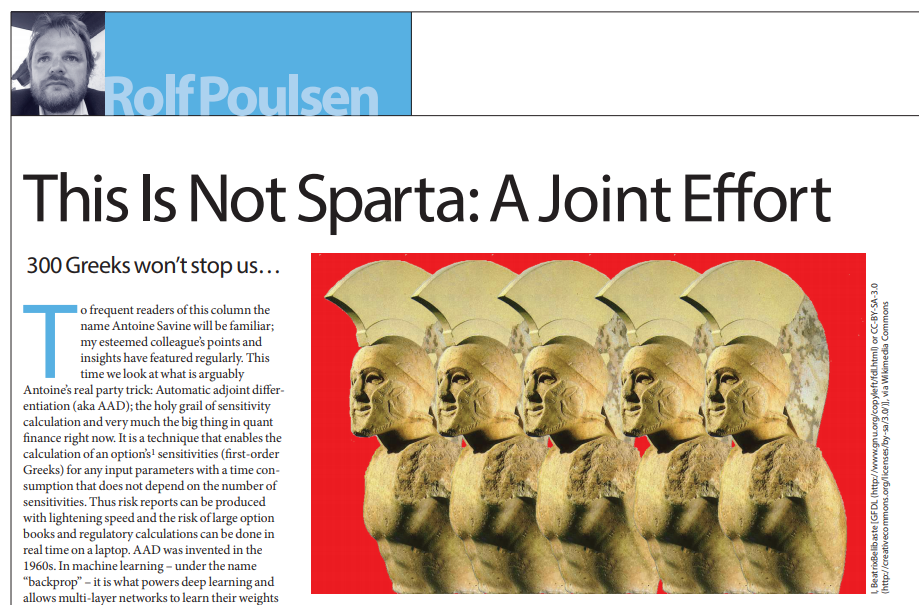 Rolf Poulsen
This Is Not Sparta: A Joint Effort
300 Greeks won’t stop us…
To frequent readers of this column the
name Antoine Savine will be familiar;
my esteemed colleague’s points and
insights have featured regularly. This
time we look at what is arguably
Antoine’s real party trick: Automatic adjoint differ-
entiation (aka AAD); the holy grail of sensitivity
calculation and very much the big thing in quant
finance right now. It is a technique that enables the
calculation of an option’s¹ sensitivities (first-order
Greeks) for any input parameters with a time con-
sumption that does not depend on the number of
sensitivities. Thus risk reports can be produced
with lightening speed and the risk of large option
books and regulatory calculations can be done in
real time on a laptop. AAD was invented in the
1960s. In machine learning – under the name
“backprop” – it is what powers deep learning and
allows multi-layer networks to learn their weights
I, BeatrixBelibaste [GFDL (http://www.gnu.org/copyleft/fdl.html) or CC-BY-SA-3.0
(http://creativecommons.org/licenses/by-sa/3.0/)], via Wikimedia Commons